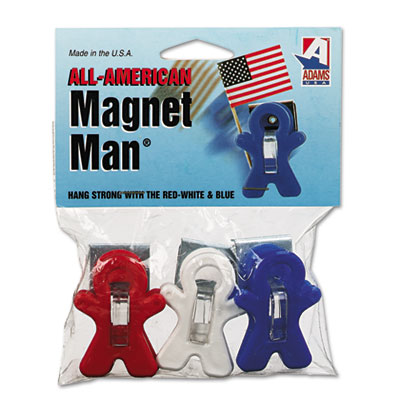 Made in the U.S.A.
ALL-AMERICAN
Magnet
Man®
HANG STRONG WITH THE RED-WHITE & BLUE
A
ADAMS
U.S.A.